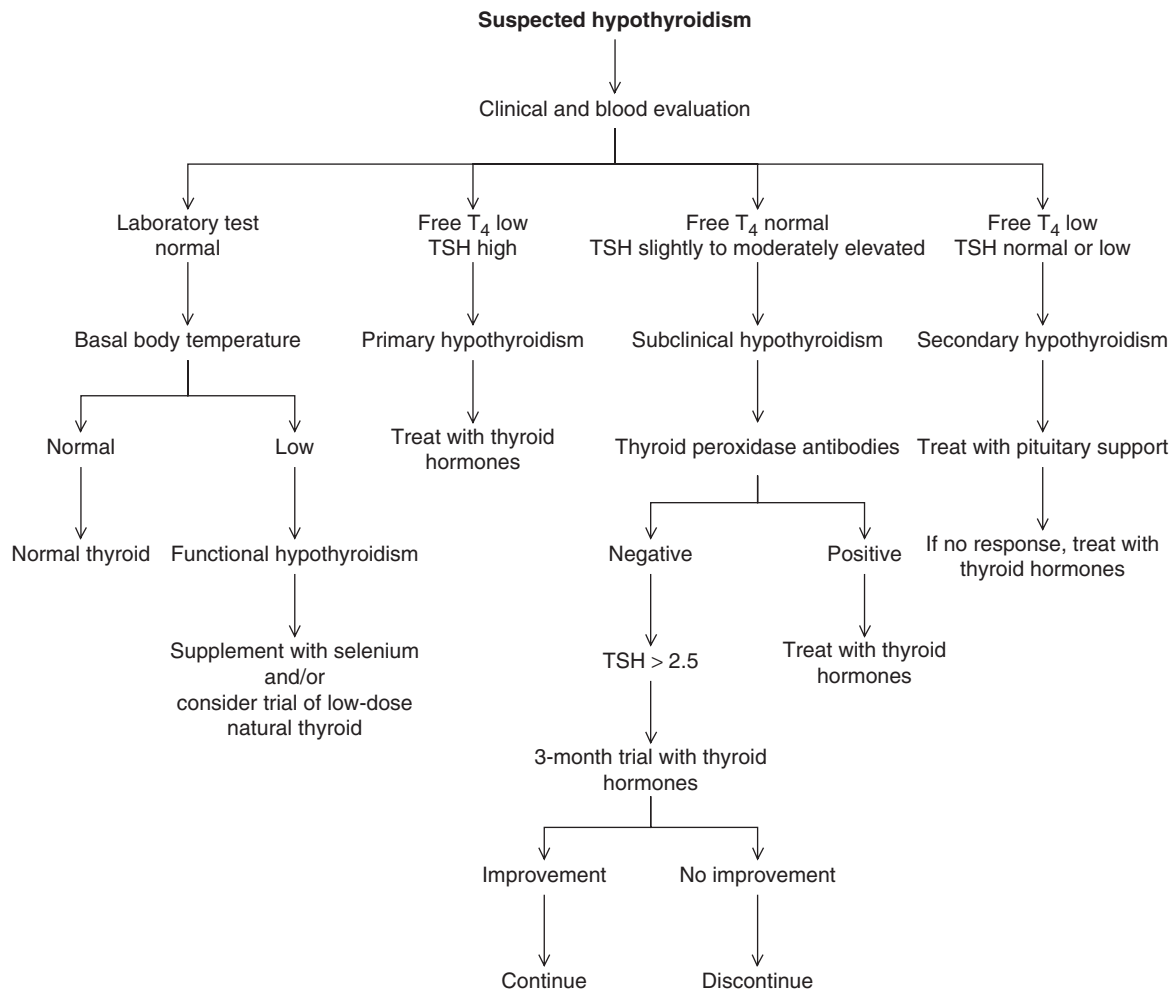 Suspected hypothyroidism
Clinical and blood evaluation
Laboratory test
normal
Free T₄ low
TSH high
Free T₄ normal
TSH slightly to moderately elevated
Free T₄ low
TSH normal or low
Basal body temperature
Primary hypothyroidism
Subclinical hypothyroidism
Secondary hypothyroidism
Normal
Low
Treat with thyroid
hormones
Thyroid peroxidase antibodies
Treat with pituitary support
Normal thyroid
Functional hypothyroidism
Negative
Positive
If no response, treat with
thyroid hormones
Supplement with selenium
and/or
consider trial of low-dose
natural thyroid
TSH > 2.5
Treat with thyroid
hormones
3-month trial with thyroid
hormones
Improvement
No improvement
Continue
Discontinue